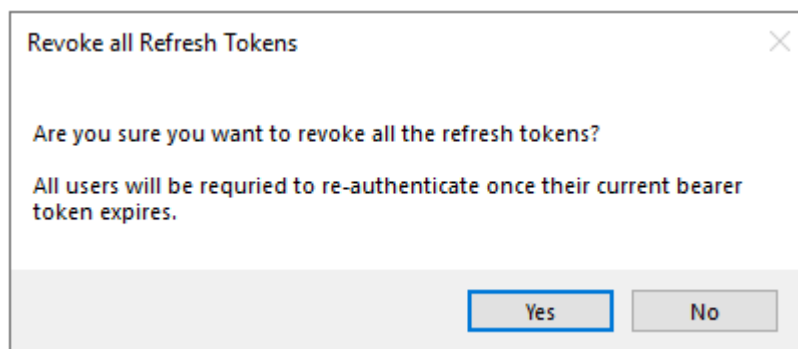 Revoke all Refresh Tokens
Are you sure you want to revoke all the refresh tokens?
All users will be requried to re-authenticate once their current bearer
token expires.
Yes
No